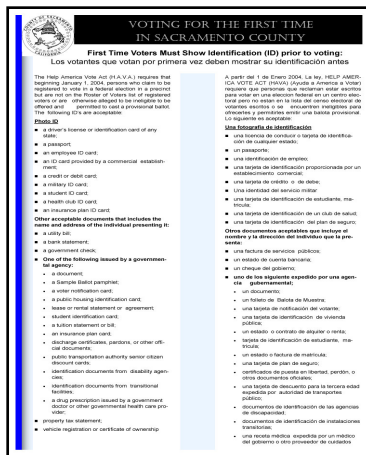 COUNTY OF SACRAMENTO
VOTING FOR THE FIRST TIME
IN SACRAMENTO COUNTY
First Time Voters Must Show Identification (ID) prior to voting:
Los votantes que votan por primera vez deben mostrar su identificación antes
The Help America Vote Act (H.A.V.A.) requires that
beginning January 1, 2004, persons who claim to be
registered to vote in a federal election in a precinct
but are not on the Roster of Voters list of registered
voters or are otherwise alleged to be ineligible to be
offered and permitted to cast a provisional ballot.
The following ID's are acceptable:
Photo ID
■ a driver's license or identification card of any
state;
■ a passport;
■ an employee ID card;
■ an ID card provided by a commercial establish-
ment;
■ a credit or debit card;
■ a military ID card;
■ a student ID card;
■ a health club ID card;
■ an insurance plan ID card;
Other acceptable documents that includes the
name and address of the individual presenting it:
■ a utility bill;
■ a bank statement;
■ a government check;
■ One of the following issued by a governmen-
tal agency:
• a document;
• a Sample Ballot pamphlet;
• a voter notification card;
• a public housing identification card;
• lease or rental statement or agreement;
• student identification card;
• a tuition statement or bill;
• an insurance plan card;
• discharge certificates, pardons, or other offi-
cial documents;
• public transportation authority senior citizen
discount cards;
• identification documents from disability agen-
cies;
• identification documents from transitional
facilities;
• a drug prescription issued by a government
doctor or other governmental health care pro-
vider;
■ property tax statement;
■ vehicle registration or certificate of ownership
A partir del 1 de Enero 2004, La ley, HELP AMER-
ICA VOTE ACT (HAVA) (Ayuda a America a Votar)
requiere que personas que reclaman estar escritos
para votar en una eleccion federal en un centro elec-
toral pero no estan en la lista del censo electoral de
votantes escritos o se encuentren inelegibles para
ofrecerles y permitirles emitir una balota provisional.
Lo siguiente es aceptable:
Una fotografía de identificación
■ una licencia de conducir o tarjeta de identifica-
ción de cualquier estado;
■ un pasaporte;
■ una identificación de empleo;
■ una tarjeta de identificación proporcionada por un
establecimiento comercial;
■ una tarjeta de crédito o de debe;
■ Una identidad del servicio militar
■ una tarjeta de identificación de estudiante, ma-
trícula;
■ una tarjeta de identificación de un club de salud;
■ una tarjeta de identificación del plan de seguro;
Otros documentos aceptables que incluye el
nombre y la dirección del individuo que la pre-
senta:
■ una factura de servicios públicos;
■ un estado de cuenta bancaria;
■ un cheque del gobierno;
■ uno de los siguiente expedido por una agen-
cia gubernamental;
• un documento;
• un folleto de Balota de Muestra;
• una tarjeta de notificación del votante;
• una tarjeta de identificación de vivienda
pública;
• un estado o contrato de alquiler o renta;
• tarjeta de identificación de estudiante, ma-
tricula;
• un estado o factura de matricula;
• una tarjeta de plan de seguro;
• certificados de puesta en libertad, perdón, o
otros documentos oficiales;
• una tarjeta de descuento para la tercera edad
expedida por autoridad de transportes
público;
• documentos de identificación de las agencias
de discapacidad;
• documentos de identificación de instalaciones
transitorias;
• una receta médica expedida por un médico
del gobierno o otro proveedor de cuidados